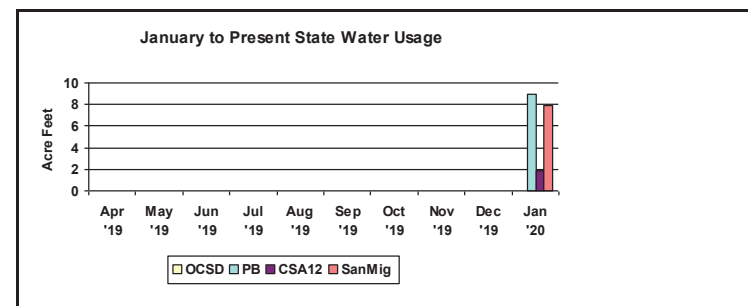 January to Present State Water Usage
Acre Feet
10
8
6
4
2
0
Apr '19 May '19 Jun '19 Jul '19 Aug '19 Sep '19 Oct '19 Nov '19 Dec '19 Jan '20
OCSD PB CSA12 SanMig